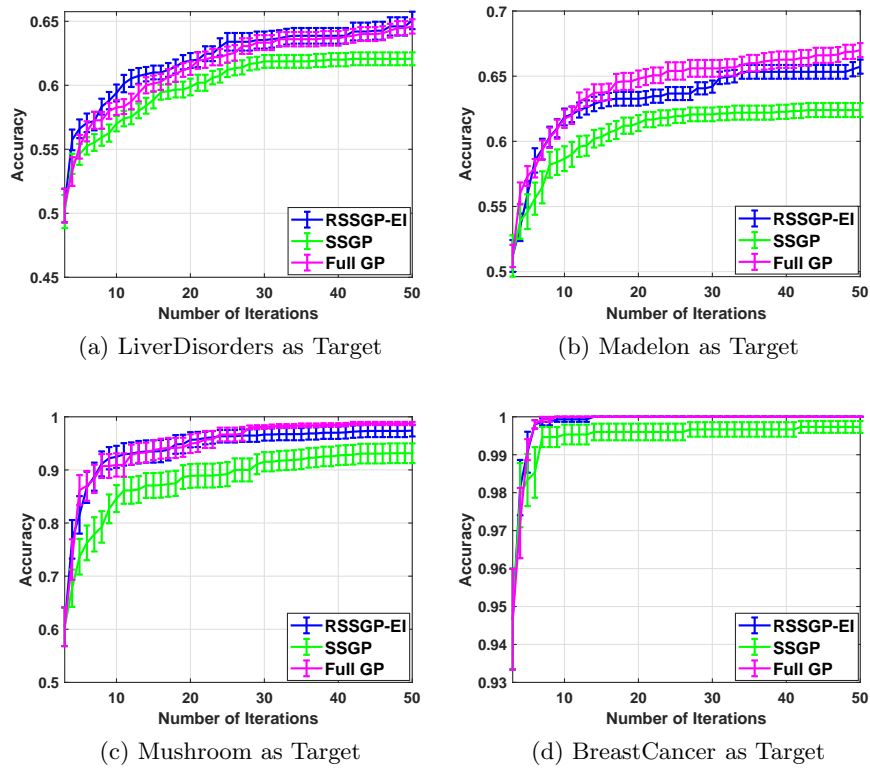 0.65
0.6
0.55
0.5
0.45
Accuracy
10 20 30 40 50
Number of Iterations
RSSGP-EI
SSGP
Full GP
(a) LiverDisorders as Target
0.7
0.65
0.6
0.55
0.5
Accuracy
10 20 30 40 50
Number of Iterations
RSSGP-EI
SSGP
Full GP
(b) Madelon as Target
1
0.9
0.8
0.7
0.6
0.5
Accuracy
10 20 30 40 50
Number of Iterations
RSSGP-EI
SSGP
Full GP
(c) Mushroom as Target
1
0.99
0.98
0.97
0.96
0.95
0.94
0.93
Accuracy
10 20 30 40 50
Number of Iterations
RSSGP-EI
SSGP
Full GP
(d) BreastCancer as Target